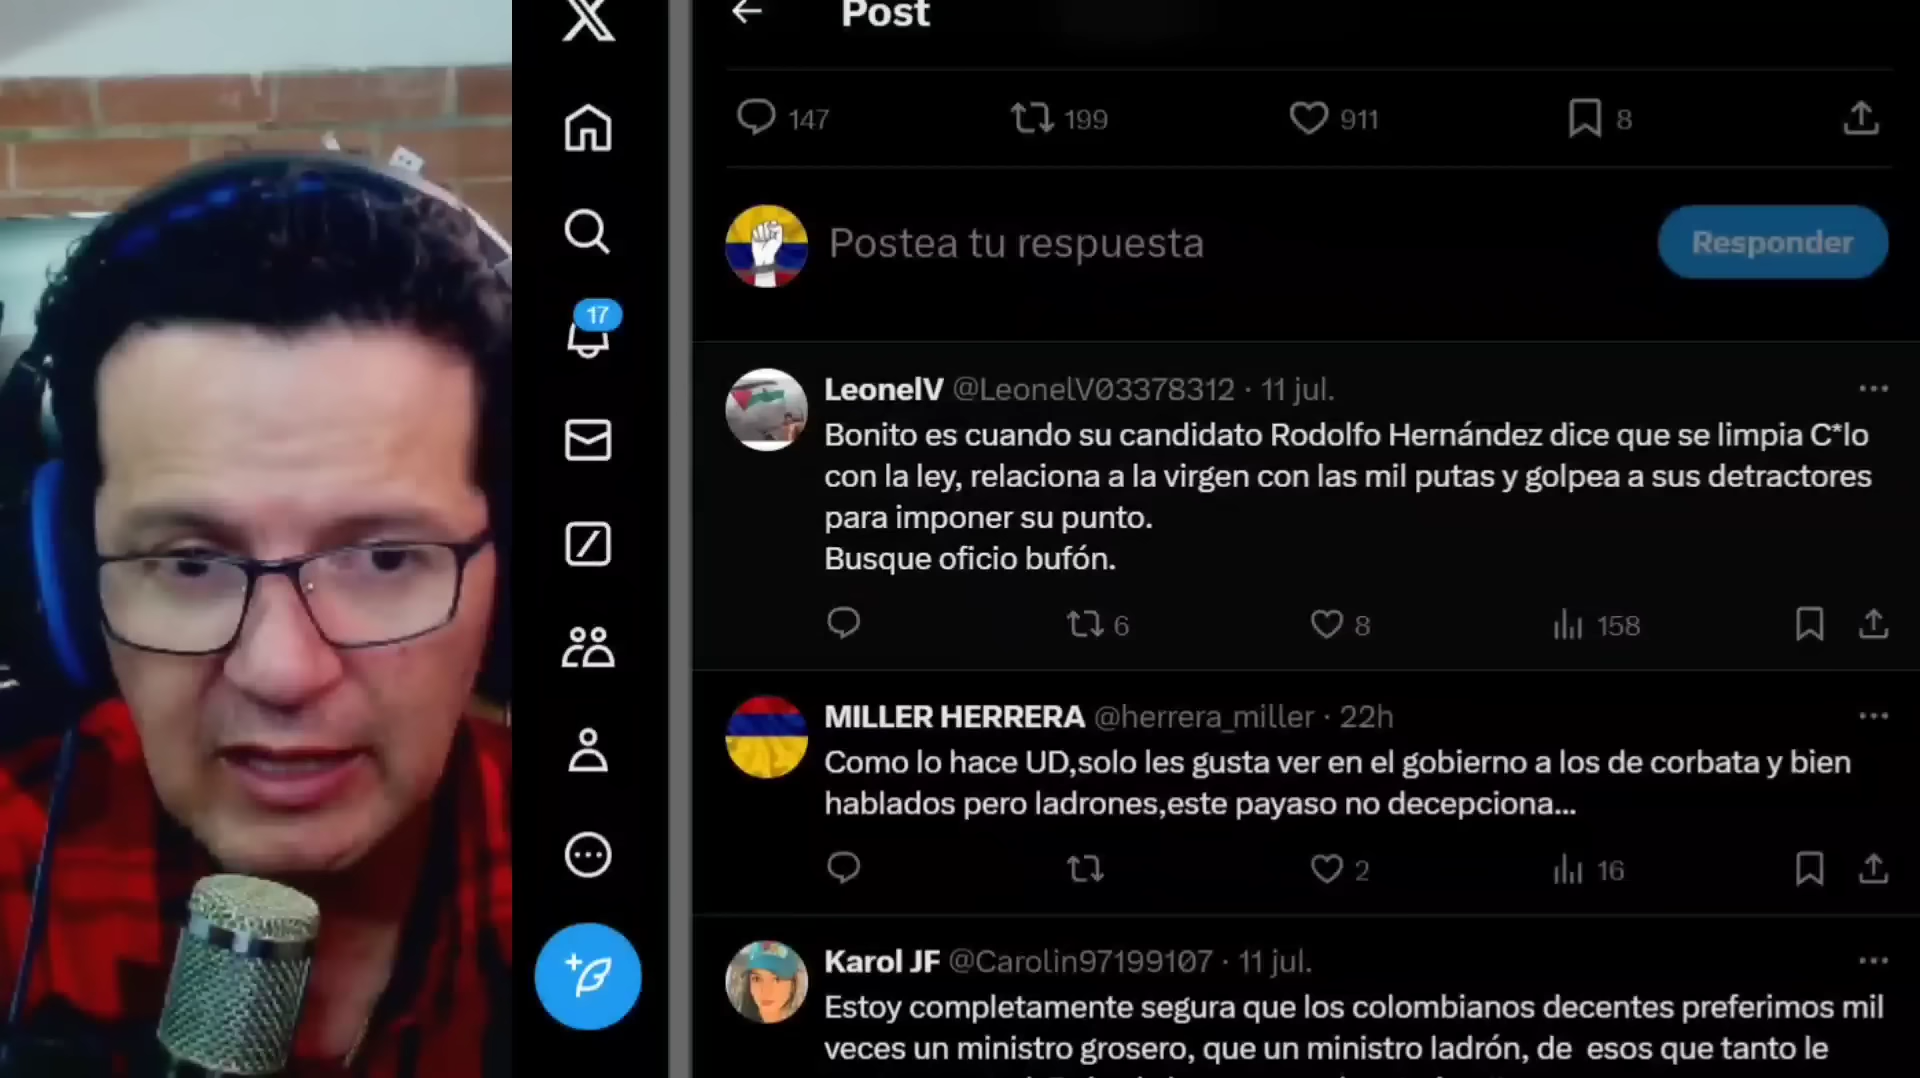 Post
147 199 911 8
Postea tu respuesta
Responder
17
LeonelV @LeonelV03378312 · 11 jul.
Bonito es cuando su candidato Rodolfo Hernández dice que se limpia C*lo
con la ley, relaciona a la virgen con las mil putas y golpea a sus detractores
para imponer su punto.
Busque oficio bufón.
6 8 158
MILLER HERRERA @herrera_miller · 22h
Como lo hace UD,solo les gusta ver en el gobierno a los de corbata y bien
hablados pero ladrones,este payaso no decepciona...
2 16
Karol JF @Carolin97199107 · 11 jul.
Estoy completamente segura que los colombianos decentes preferimos mil
veces un ministro grosero, que un ministro ladrón, de esos que tanto le